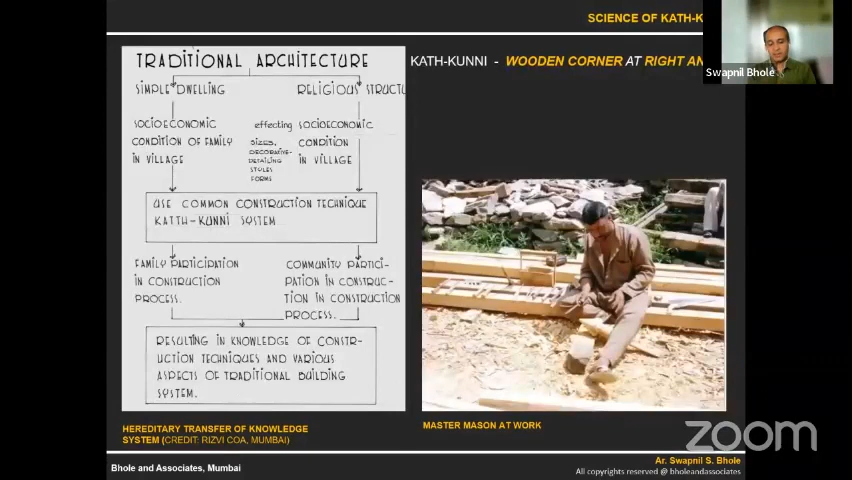 SCIENCE OF KATH-K
TRADITIONAL ARCHITECTURE
SIMPLE DWELLING
RELIGIOUS STRUCTU
SOCIOECONOMIC
CONDITION OF FAMILY
IN VILLAGE
effecting
SIZES,
DECORATIVE-
DETAILING
STYLES
FORMS
SOCIOECONOMIC
CONDITION
IN VILLAGE
USE COMMON CONSTRUCTION TECHNIQUE
KATTH-KUNNI SYSTEM
FAMILY PARTICIPATION
IN CONSTRUCTION
PROCESS.
COMMUNITY PARTICI-
PATION IN CONSTRUC-
TION IN CONSTRUCTION
PROCESS.
RESULTING IN KNOWLEDGE OF CONSTR-
UCTION TECHNIQUES AND VARIOUS
ASPECTS OF TRADITIONAL BUILDING
SYSTEM.
HEREDITARY TRANSFER OF KNOWLEDGE
SYSTEM (CREDIT: RIZVI COA, MUMBAI)
KATH-KUNNI - WOODEN CORNER AT RIGHT AN
Swapnil Bhole
MASTER MASON AT WORK
zoom
Bhole and Associates, Mumbai
Ar. Swapnil S. Bhole
All copyrights reserved @ bholeandassociates